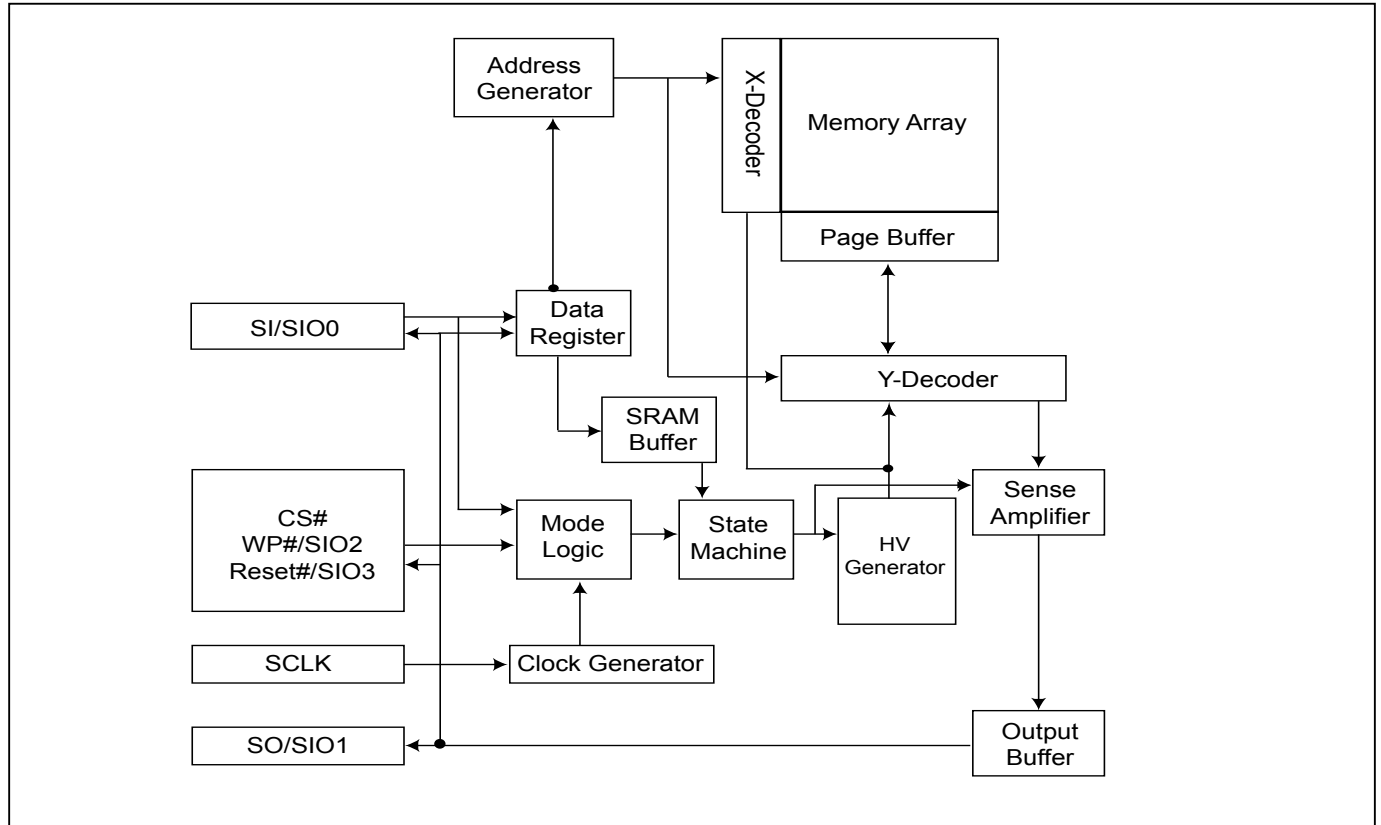 Address
Generator
X-Decoder
Memory Array
Page Buffer
SI/SIO0
Data
Register
Y-Decoder
SRAM
Buffer
CS#
WP#/SIO2
Reset#/SIO3
Mode
Logic
State
Machine
HV
Generator
Sense
Amplifier
SCLK
Clock Generator
SO/SIO1
Output
Buffer